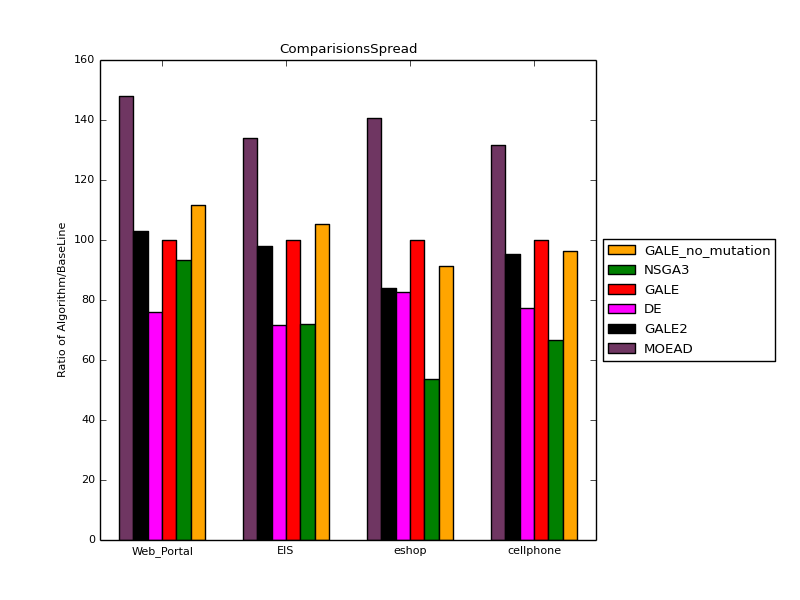 ComparisionsSpread
160
140
120
100
80
60
40
20
0
Ratio of Algorithm/BaseLine
Web_Portal
EIS
eshop
cellphone
GALE_no_mutation
NSGA3
GALE
DE
GALE2
MOEAD